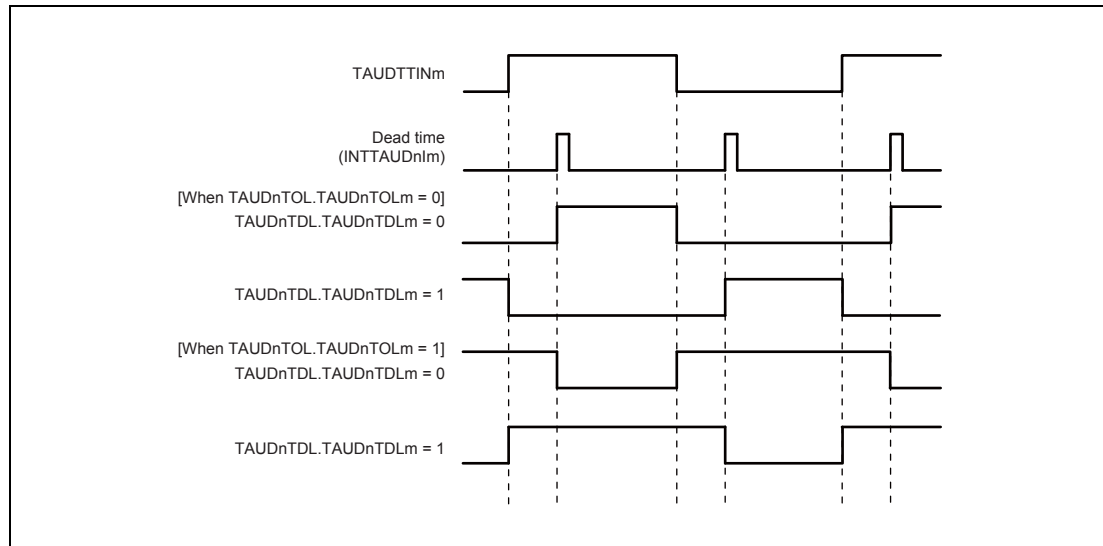 TAUDTTINm
Dead time
(INTTAUDnIm)
[When TAUDnTOL.TAUDnTOLm = 0]
TAUDnTDL.TAUDnTDLm = 0
TAUDnTDL.TAUDnTDLm = 1
[When TAUDnTOL.TAUDnTOLm = 1]
TAUDnTDL.TAUDnTDLm = 0
TAUDnTDL.TAUDnTDLm = 1